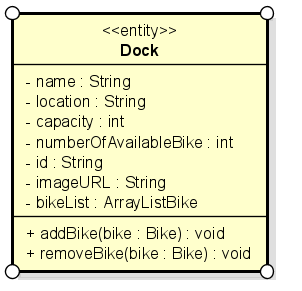 <<entity>>
Dock
- name : String
- location : String
- capacity : int
- numberOfAvailableBike : int
- id : String
- imageURL : String
- bikeList : ArrayListBike
+ addBike(bike : Bike) : void
+ removeBike(bike : Bike) : void